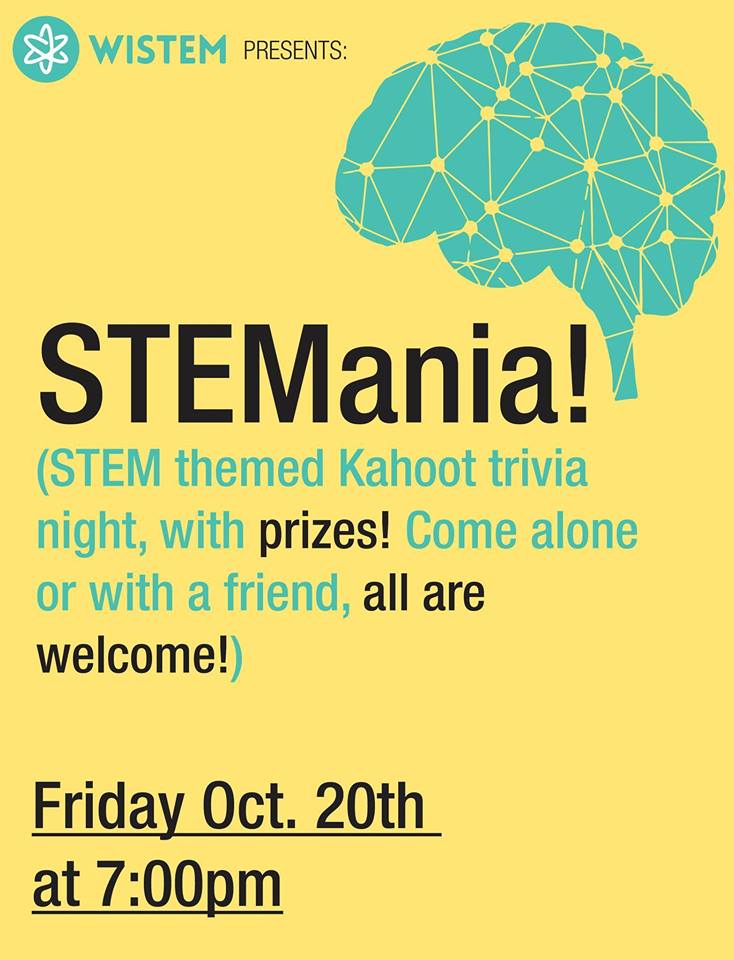 WISTEM PRESENTS:
STEMania!
(STEM themed Kahoot trivia
night, with prizes! Come alone
or with a friend, all are
welcome!)
Friday Oct. 20th
at 7:00pm